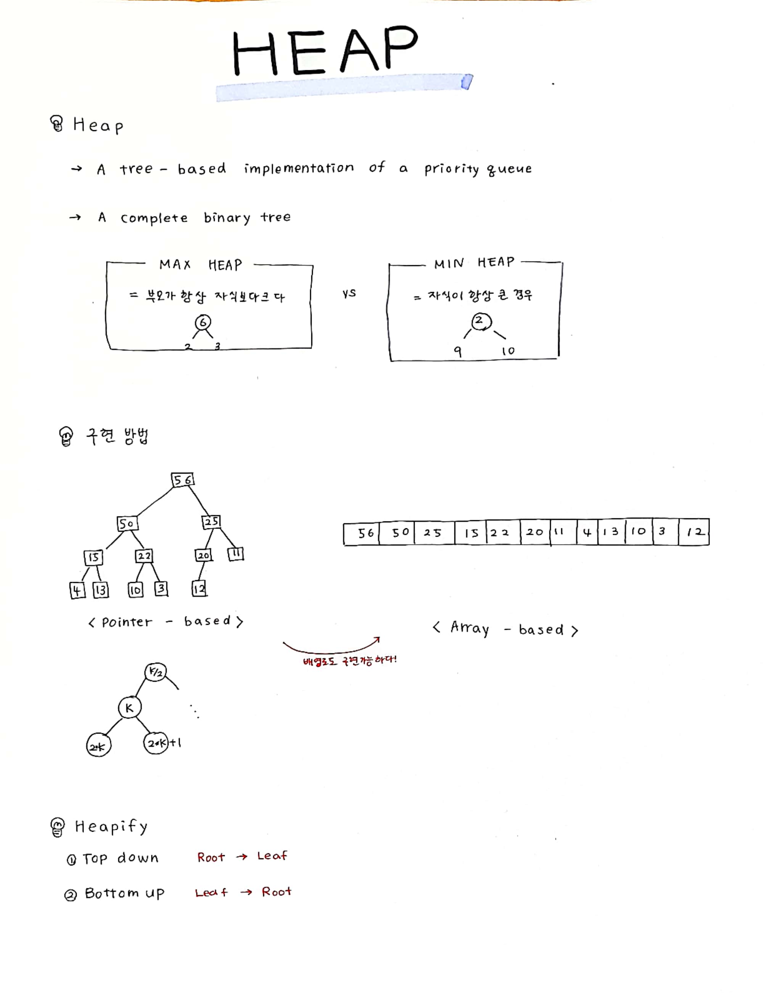 HEAP
Heap
→ A tree - based implementation of a priority queue
→ A complete binary tree
MAX HEAP
= 부모가 항상 자식보다 크다
6
2 3
vs
MIN HEAP
= 자식이 항상 큰 경우
2
9 10
구현 방법
56
50 25
15 22 20 11
4 13 10 3 12
< Pointer - based >
56 50 25 15 22 20 11 4 13 10 3 12
< Array - based >
배열로도 구현가능하다!
K/2
K
2*K 2*K+1
Heapify
① Top down Root → Leaf
② Bottom up Leaf → Root